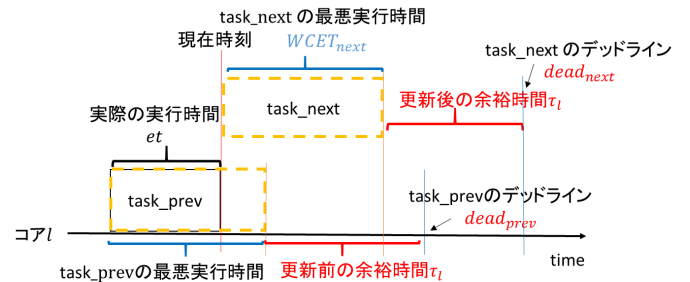 task_next の最悪実行時間
現在時刻
WCET_next
task_next のデッドライン
dead_next
実際の実行時間
et
task_next
更新後の余裕時間τ_l
task_prev
task_prevのデッドライン
dead_prev
コアl
time
task_prevの最悪実行時間
更新前の余裕時間τ_l